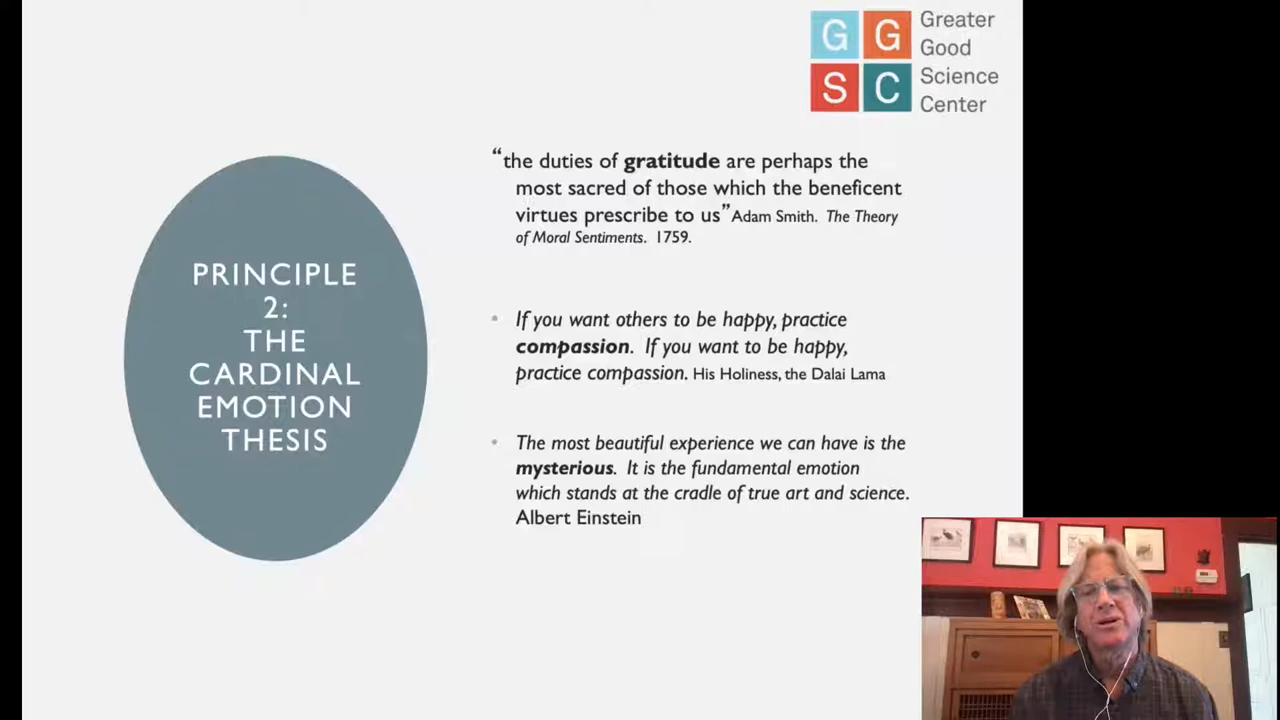 G G
S C
Greater
Good
Science
Center
“the duties of gratitude are perhaps the
most sacred of those which the beneficent
virtues prescribe to us” Adam Smith. The Theory
of Moral Sentiments. 1759.
PRINCIPLE
2:
THE
CARDINAL
EMOTION
THESIS
• If you want others to be happy, practice
compassion. If you want to be happy,
practice compassion. His Holiness, the Dalai Lama
• The most beautiful experience we can have is the
mysterious. It is the fundamental emotion
which stands at the cradle of true art and science.
Albert Einstein